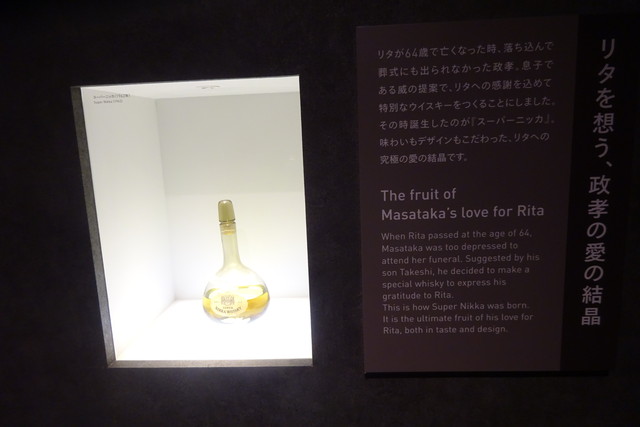 リタを想う、政孝の愛の結晶
リタが64歳で亡くなった時、落ち込んで
葬式にも出られなかった政孝。息子で
ある威の提案で、リタへの感謝を込めて
特別なウイスキーをつくることにしました。
その時誕生したのが『スーパーニッカ』。
味わいもデザインもこだわった、リタへの
究極の愛の結晶です。
The fruit of
Masataka's love for Rita
When Rita passed at the age of 64,
Masataka was too depressed to
attend her funeral. Suggested by his
son Takeshi, he decided to make a
special whisky to express his
gratitude to Rita.
This is how Super Nikka was born.
It is the ultimate fruit of his love for
Rita, both in taste and design.